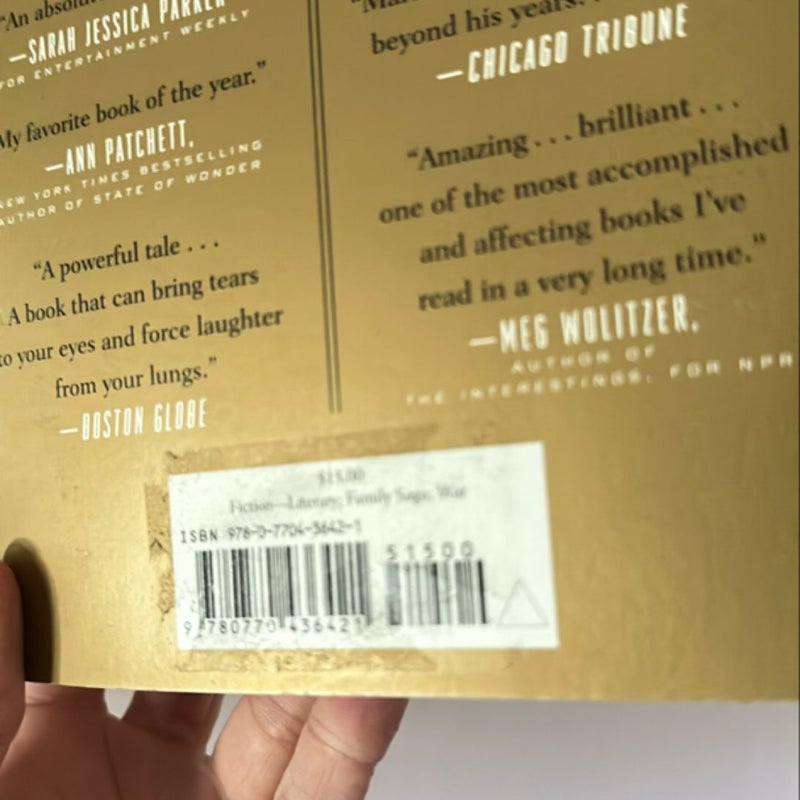 "An absolut
—SARAH JESSICA PARKER
FOR ENTERTAINMENT WEEKLY
My favorite book of the year."
—ANN PATCHETT,
NEW YORK TIMES BESTSELLING
AUTHOR OF STATE OF WONDER
"A powerful tale . . .
A book that can bring tears
to your eyes and force laughter
from your lungs."
—BOSTON GLOBE
beyond his years.
—CHICAGO TRIBUNE
"Amazing . . . brilliant . . .
one of the most accomplished
and affecting books I've
read in a very long time."
—MEG WOLITZER,
AUTHOR OF
THE INTERESTINGS, FOR NPR
$15.00
Fiction—Literary; Family Saga; War
ISBN 978-0-7704-3642-1
51500
9 780770 436421